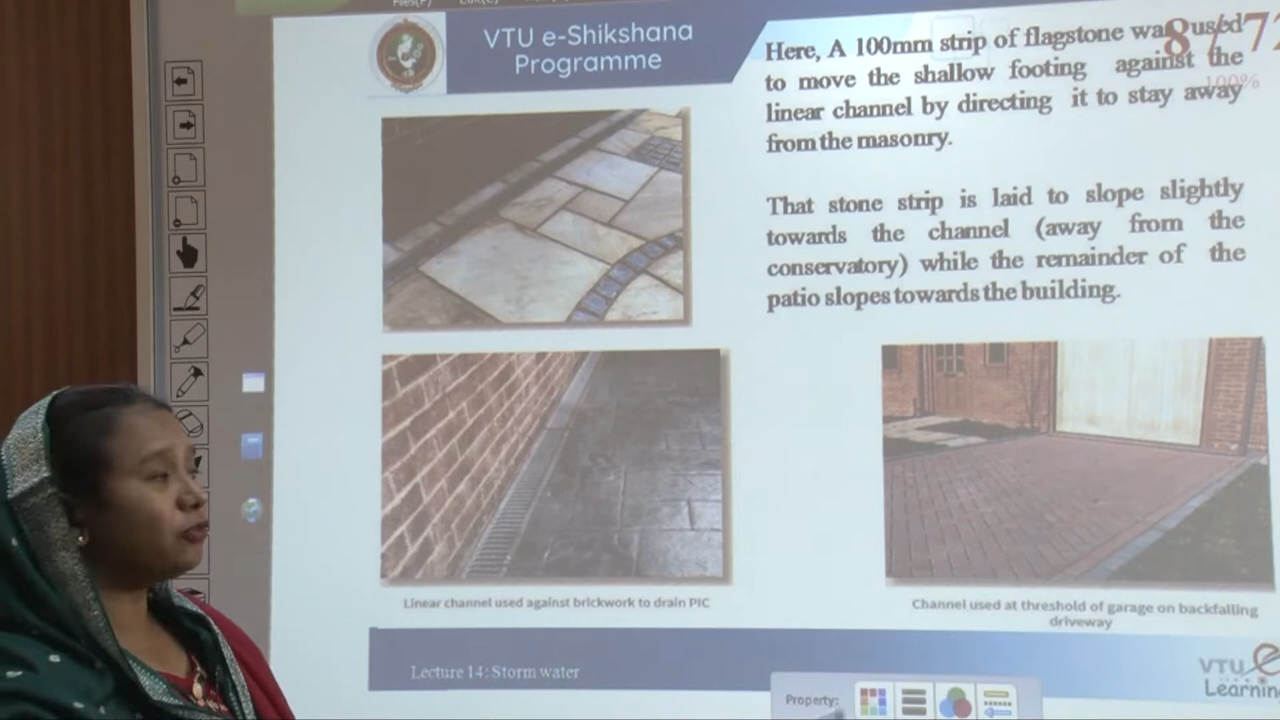 VTU e-Shikshana
Programme
Here, A 100mm strip of flagstone was used
to move the shallow footing against the
linear channel by directing it to stay away
from the masonry.
8 / 72
100%
That stone strip is laid to slope slightly
towards the channel (away from the
conservatory) while the remainder of the
patio slopes towards the building.
Linear channel used against brickwork to drain PIC
Channel used at threshold of garage on backfalling
driveway
Lecture 14: Storm water
VTU e
Learning
Property: